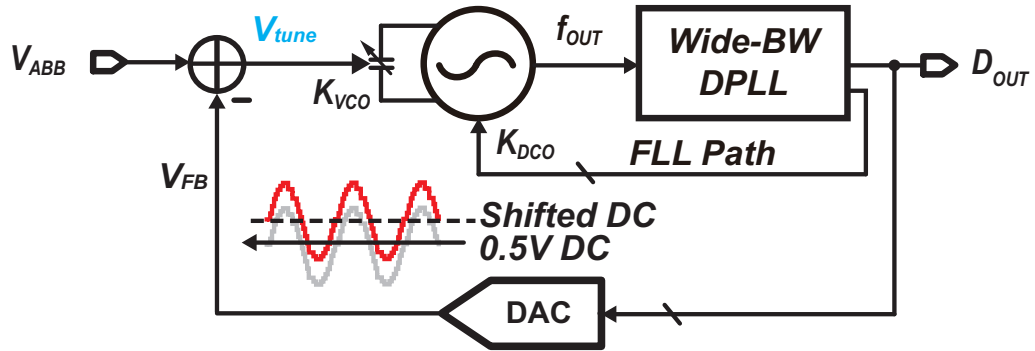 V_ABB
V_tune
K_VCO
f_OUT
Wide-BW
DPLL
D_OUT
K_DCO
FLL Path
V_FB
−
Shifted DC
0.5V DC
DAC